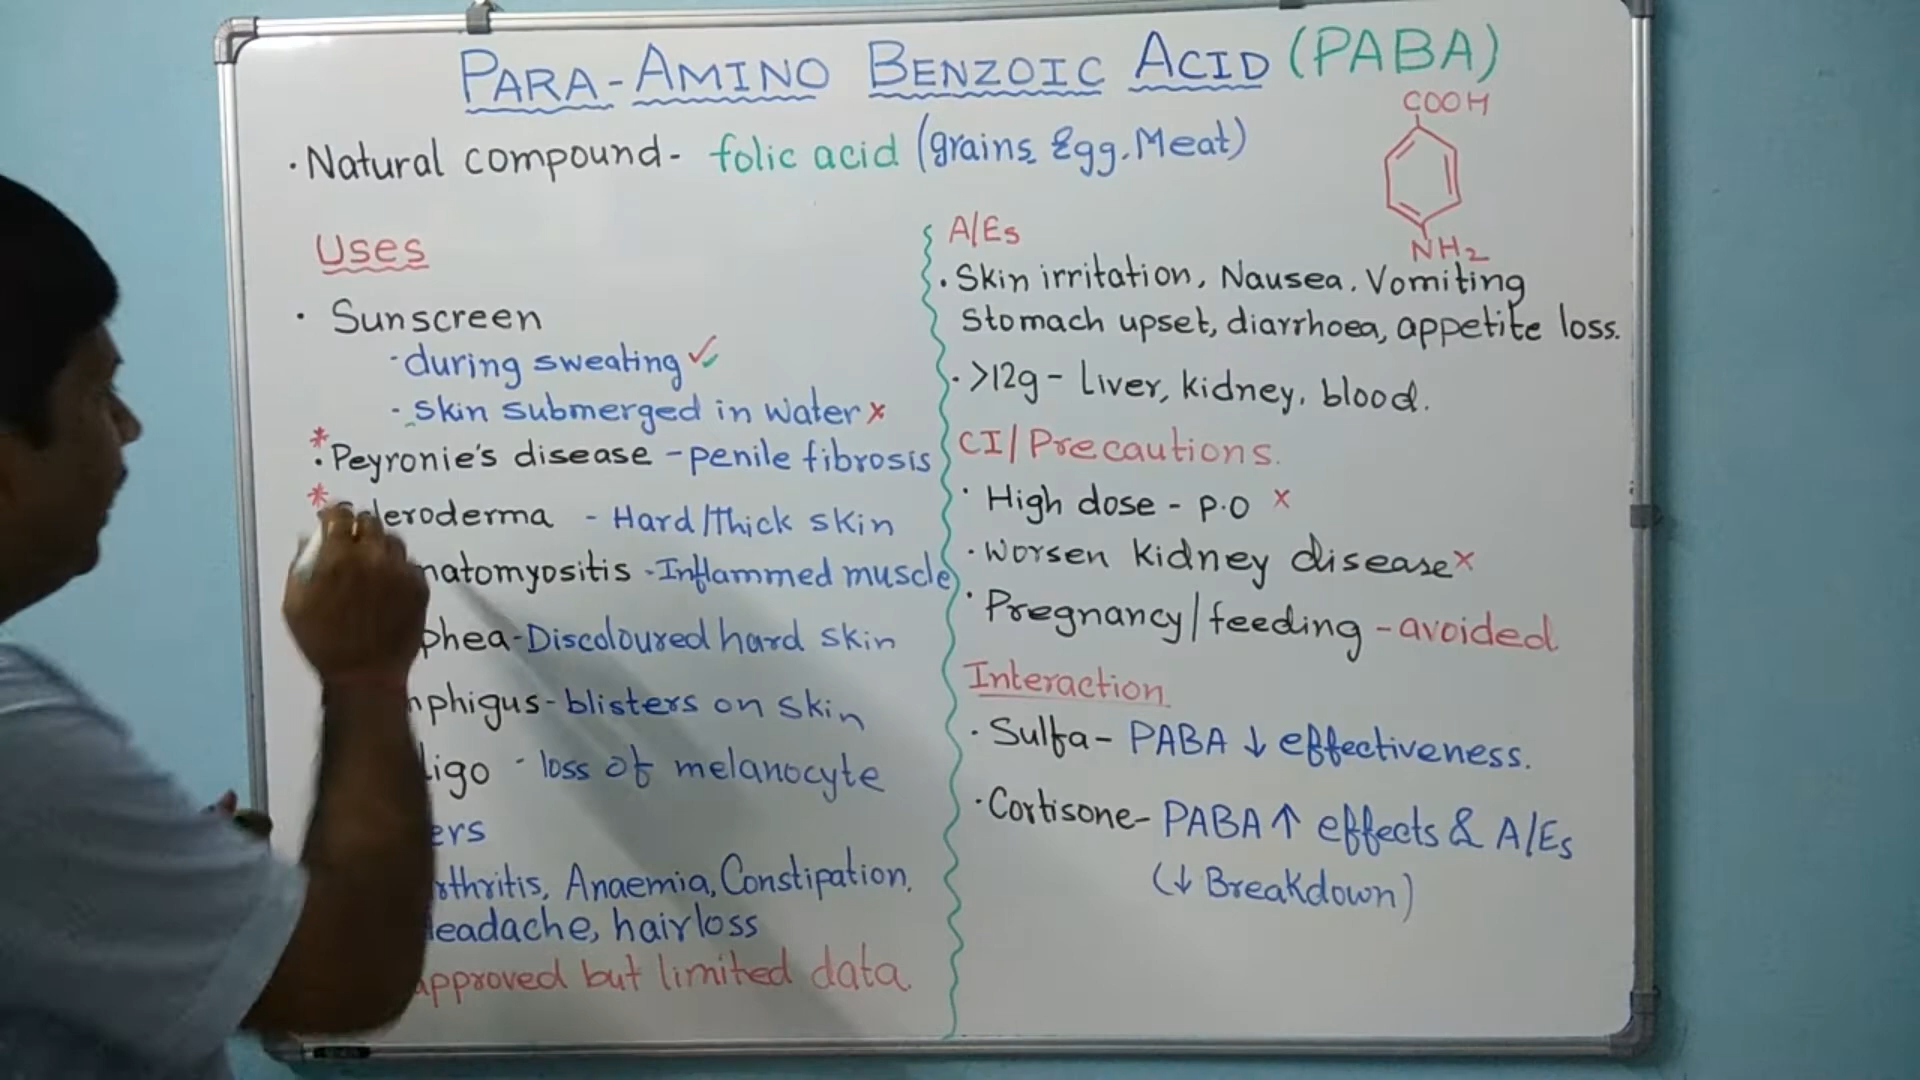 PARA-AMINO BENZOIC ACID (PABA)
COOH
NH2
· Natural compound - folic acid (grains, Egg, Meat)
Uses
· Sunscreen
- during sweating ✓
- skin submerged in water x
* · Peyronie's disease - penile fibrosis
* leroderma - Hard/Thick skin
matomyositis - Inflammed muscle
phea - Discoloured hard skin
mphigus - blisters on skin
ligo - loss of melanocyte
ers
rthritis, Anaemia, Constipation,
Headache, hairloss
approved but limited data.
A/Es
· Skin irritation, Nausea, Vomiting
Stomach upset, diarrhoea, appetite loss.
· >12g - Liver, kidney, blood.
CI/Precautions.
· High dose - P.O x
· Worsen kidney disease x
· Pregnancy/feeding - avoided
Interaction
· Sulfa - PABA ↓ effectiveness.
· Cortisone - PABA ↑ effects & A/Es
(↓ Breakdown)